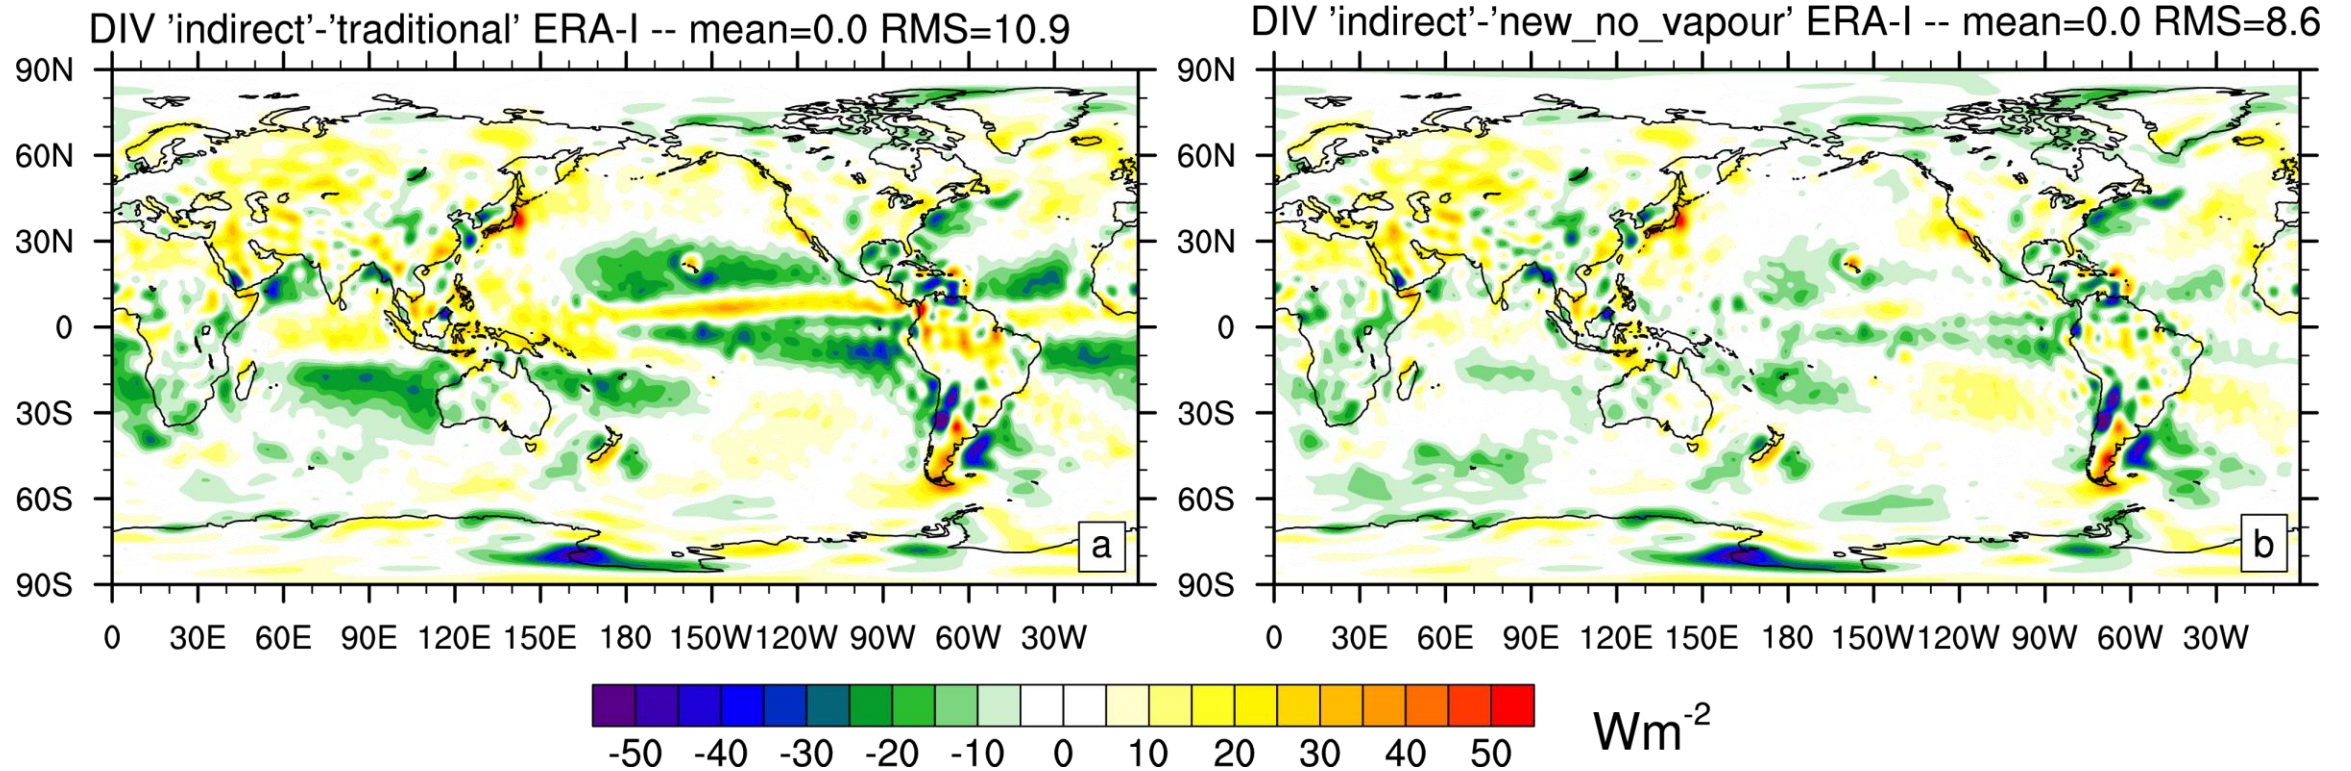 DIV 'indirect'-'traditional' ERA-I -- mean=0.0 RMS=10.9
90N
60N
30N
0
30S
60S
90S
0 30E 60E 90E 120E 150E 180 150W 120W 90W 60W 30W
a
DIV 'indirect'-'new_no_vapour' ERA-I -- mean=0.0 RMS=8.6
90N
60N
30N
0
30S
60S
90S
0 30E 60E 90E 120E 150E 180 150W 120W 90W 60W 30W
b
-50 -40 -30 -20 -10 0 10 20 30 40 50
Wm-2